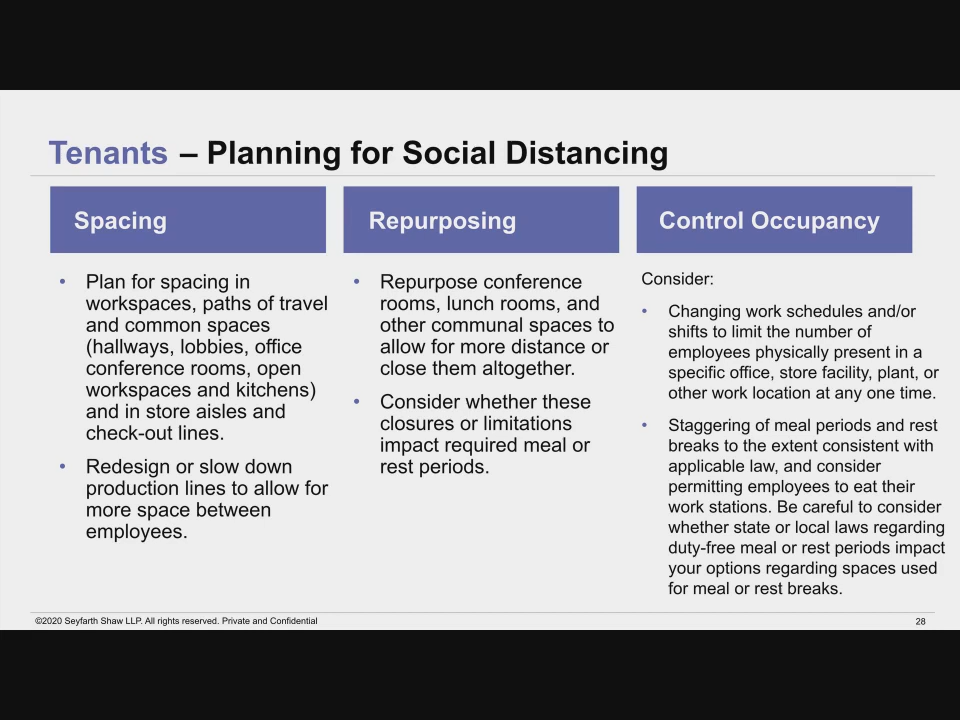 Tenants – Planning for Social Distancing
Spacing
• Plan for spacing in
workspaces, paths of travel
and common spaces
(hallways, lobbies, office
conference rooms, open
workspaces and kitchens)
and in store aisles and
check-out lines.
• Redesign or slow down
production lines to allow for
more space between
employees.
Repurposing
• Repurpose conference
rooms, lunch rooms, and
other communal spaces to
allow for more distance or
close them altogether.
• Consider whether these
closures or limitations
impact required meal or
rest periods.
Control Occupancy
Consider:
• Changing work schedules and/or
shifts to limit the number of
employees physically present in a
specific office, store facility, plant, or
other work location at any one time.
• Staggering of meal periods and rest
breaks to the extent consistent with
applicable law, and consider
permitting employees to eat their
work stations. Be careful to consider
whether state or local laws regarding
duty-free meal or rest periods impact
your options regarding spaces used
for meal or rest breaks.
©2020 Seyfarth Shaw LLP. All rights reserved. Private and Confidential
28